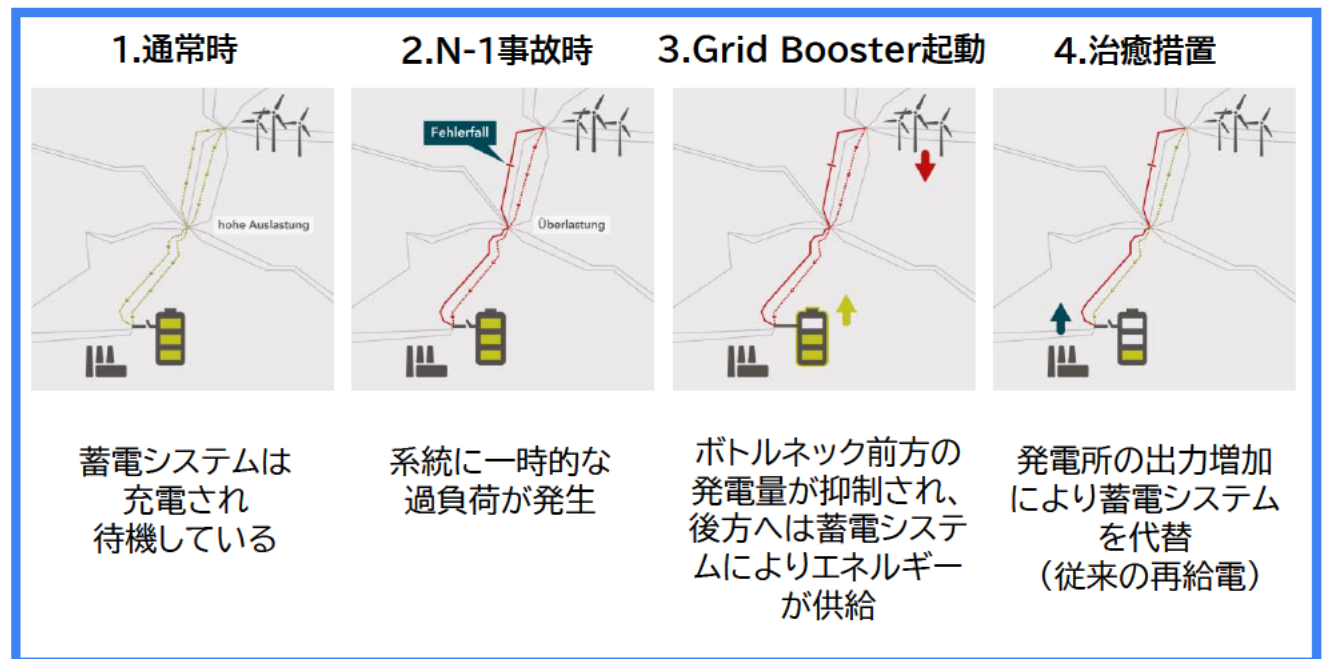 1.通常時
2.N-1事故時
3.Grid Booster起動
4.治癒措置
hohe Auslastung
Fehlerfall
Überlastung
蓄電システムは
充電され
待機している
系統に一時的な
過負荷が発生
ボトルネック前方の
発電量が抑制され、
後方へは蓄電システ
ムによりエネルギー
が供給
発電所の出力増加
により蓄電システム
を代替
（従来の再給電）